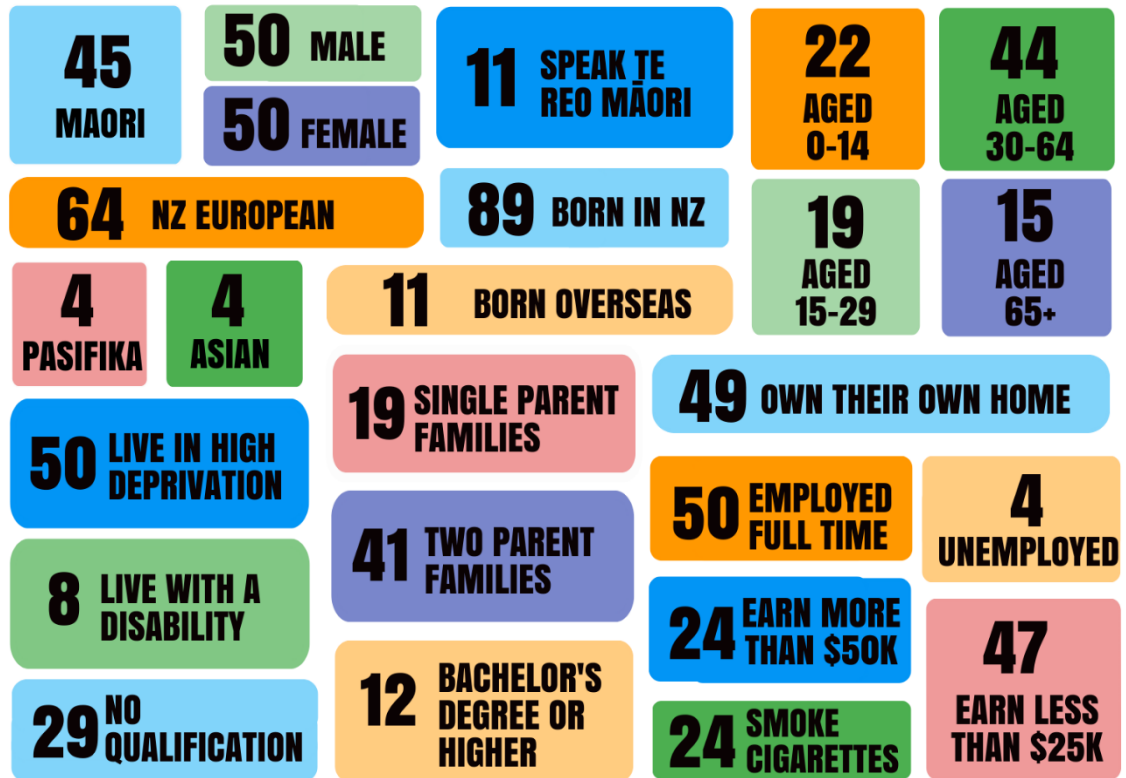 45
MAORI
50 MALE
50 FEMALE
11 SPEAK TE
REO MĀORI
22
AGED
0-14
44
AGED
30-64
64 NZ EUROPEAN
89 BORN IN NZ
19
AGED
15-29
15
AGED
65+
4
PASIFIKA
4
ASIAN
11 BORN OVERSEAS
19 SINGLE PARENT
FAMILIES
49 OWN THEIR OWN HOME
50 LIVE IN HIGH
DEPRIVATION
41 TWO PARENT
FAMILIES
50 EMPLOYED
FULL TIME
4
UNEMPLOYED
8 LIVE WITH A
DISABILITY
24 EARN MORE
THAN $50K
47
EARN LESS
THAN $25K
29 NO
QUALIFICATION
12 BACHELOR'S
DEGREE OR
HIGHER
24 SMOKE
CIGARETTES